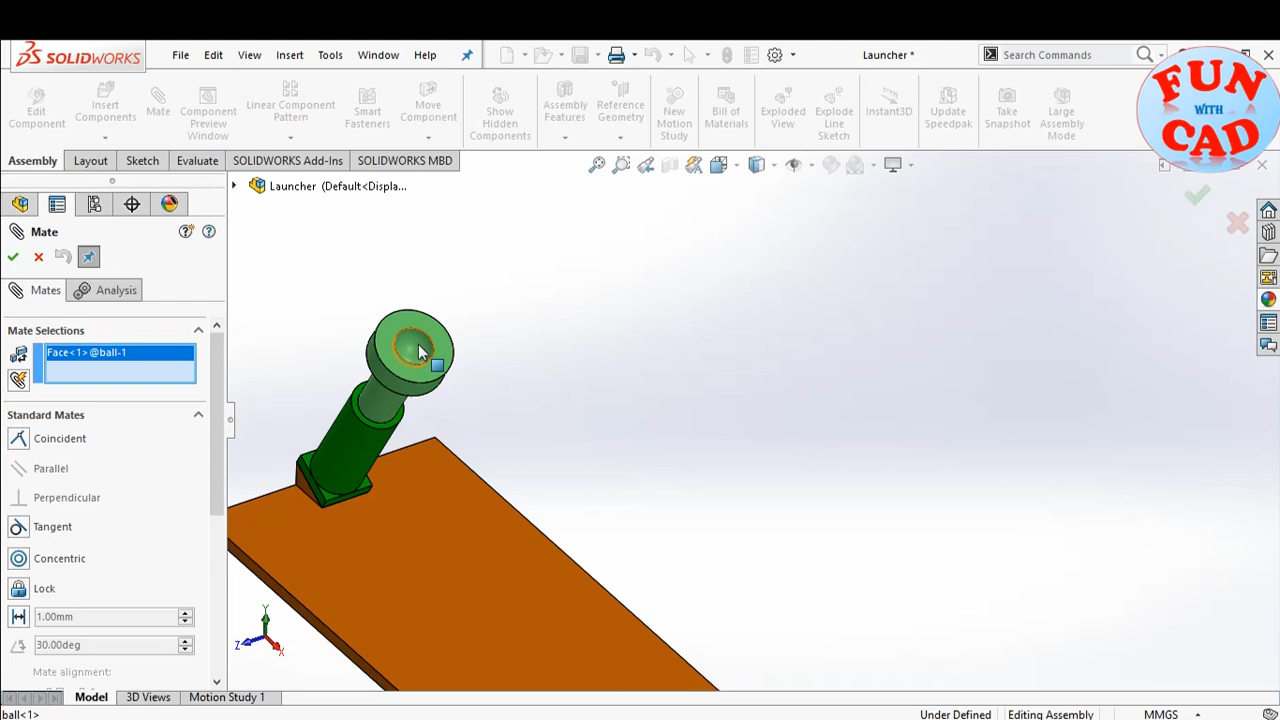 SOLIDWORKS
File Edit View Insert Tools Window Help
Launcher *
Search Commands
FUN
WITH
CAD
Edit Component
Insert Components
Mate
Component Preview Window
Linear Component Pattern
Smart Fasteners
Move Component
Show Hidden Components
Assembly Features
Reference Geometry
New Motion Study
Bill of Materials
Exploded View
Explode Line Sketch
Instant3D
Update Speedpak
Take Snapshot
Large Assembly Mode
Assembly Layout Sketch Evaluate SOLIDWORKS Add-Ins SOLIDWORKS MBD
Launcher (Default<Displa...
Mate
Mates Analysis
Mate Selections
Face<1>@ball-1
Standard Mates
Coincident
Parallel
Perpendicular
Tangent
Concentric
Lock
1.00mm
30.00deg
Mate alignment:
Y
Z
X
Model 3D Views Motion Study 1
ball<1>
Under Defined Editing Assembly MMGS